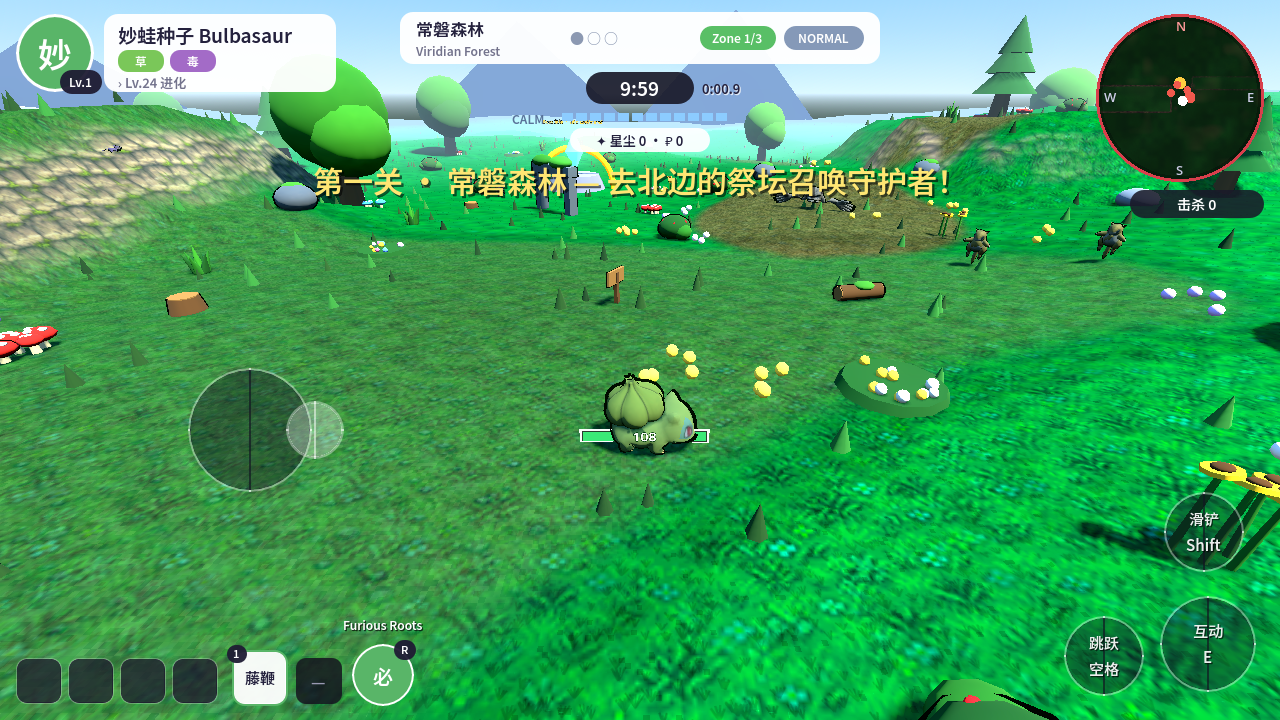 妙
Lv.1
妙蛙种子 Bulbasaur
草
毒
› Lv.24 进化
常磐森林
Viridian Forest
Zone 1/3
NORMAL
9:59
0:00.9
CALM
✦ 星尘 0 · ₽ 0
第一关 · 常磐森林 — 去北边的祭坛召唤守护者！
N
W
E
S
击杀 0
108
滑铲
Shift
跳跃
空格
互动
E
Furious Roots
1
藤鞭
—
必
R